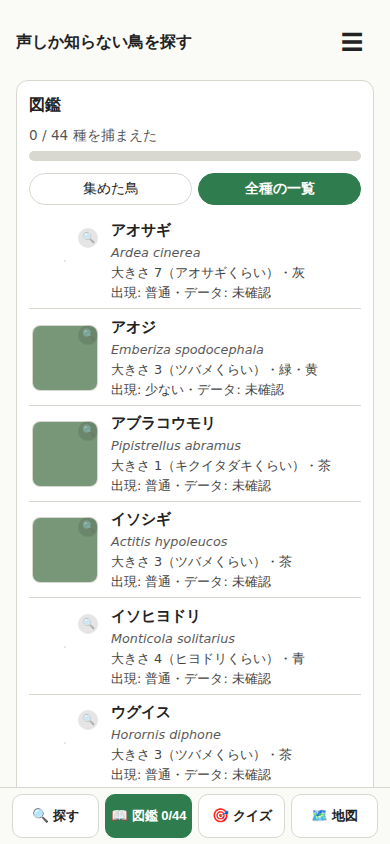 声しか知らない鳥を探す
図鑑
0 / 44 種を捕まえた
集めた鳥 全種の一覧
アオサギ
Ardea cinerea
大きさ 7（アオサギくらい）・灰
出現: 普通・データ: 未確認
アオジ
Emberiza spodocephala
大きさ 3（ツバメくらい）・緑・黄
出現: 少ない・データ: 未確認
アブラコウモリ
Pipistrellus abramus
大きさ 1（キクイタダキくらい）・茶
出現: 普通・データ: 未確認
イソシギ
Actitis hypoleucos
大きさ 3（ツバメくらい）・茶
出現: 普通・データ: 未確認
イソヒヨドリ
Monticola solitarius
大きさ 4（ヒヨドリくらい）・青
出現: 普通・データ: 未確認
ウグイス
Horornis diphone
大きさ 3（ツバメくらい）・茶
出現: 普通・データ: 未確認
探す 図鑑 0/44 クイズ 地図